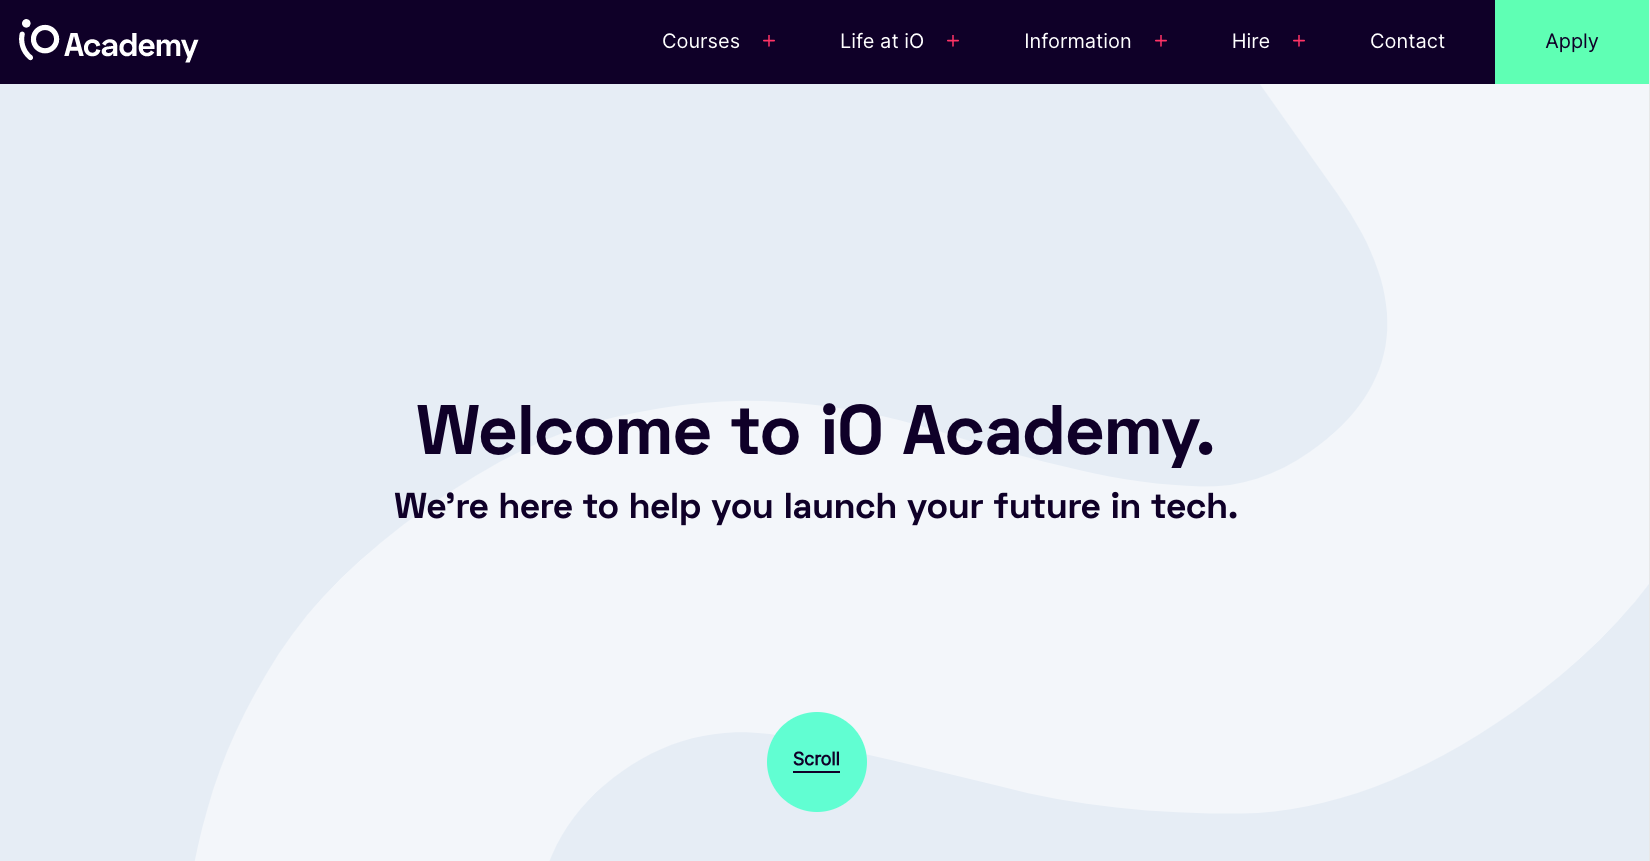 iO Academy
Courses + Life at iO + Information + Hire + Contact Apply
Welcome to iO Academy.
We're here to help you launch your future in tech.
Scroll